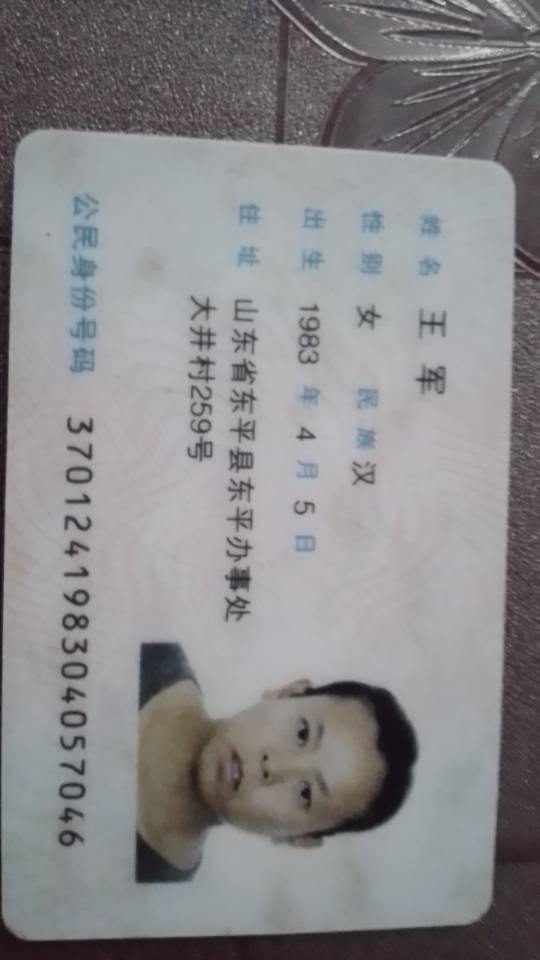 姓名 王军
性别 女 民族 汉
出生 1983 年 4 月 5 日
住址 山东省东平县东平办事处
大井村259号
公民身份号码 370124198304057046